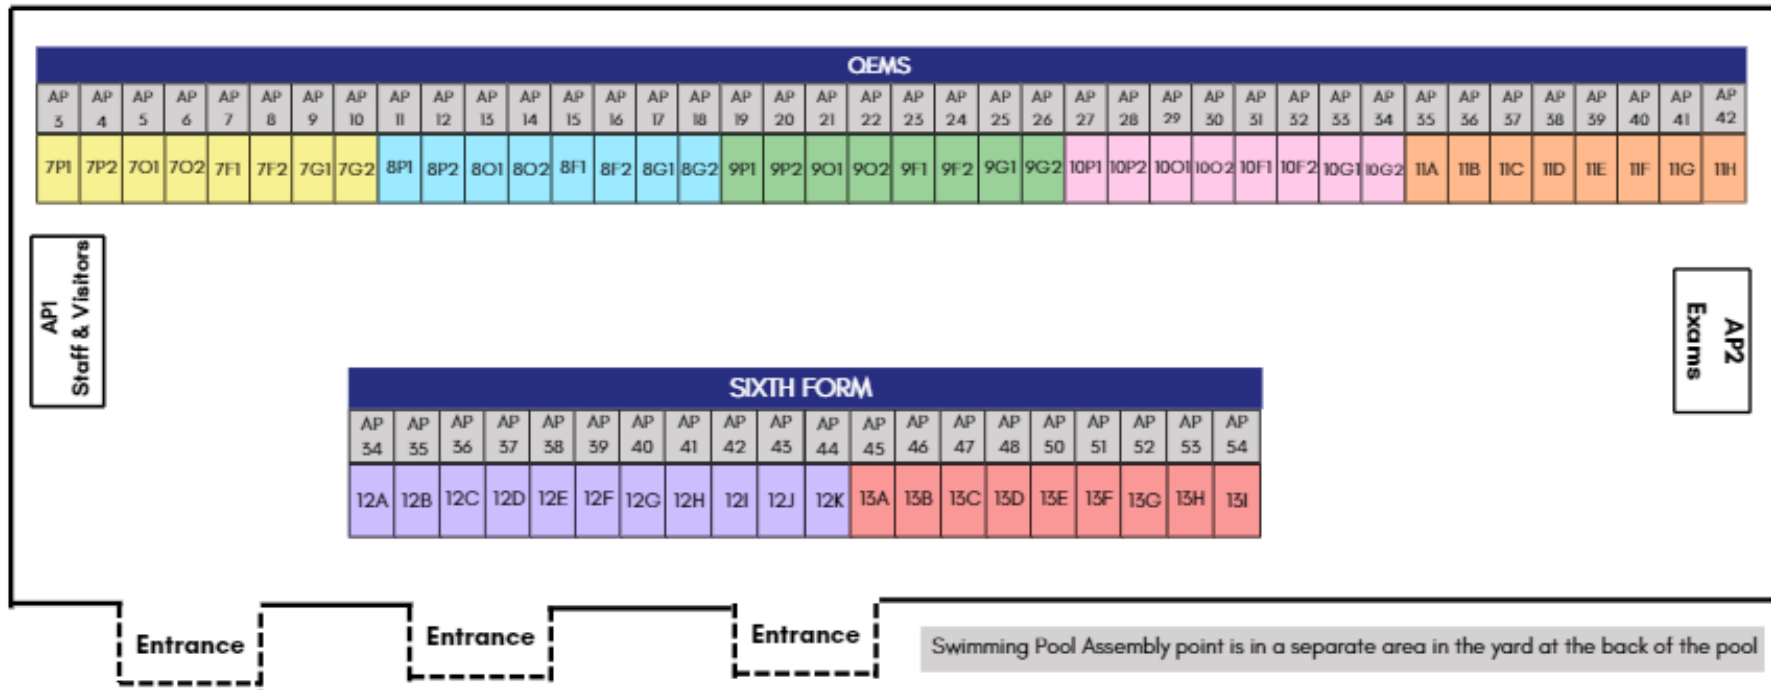 QEMS
AP 3 AP 4 AP 5 AP 6 AP 7 AP 8 AP 9 AP 10 AP 11 AP 12 AP 13 AP 14 AP 15 AP 16 AP 17 AP 18 AP 19 AP 20 AP 21 AP 22 AP 23 AP 24 AP 25 AP 26 AP 27 AP 28 AP 29 AP 30 AP 31 AP 32 AP 33 AP 34 AP 35 AP 36 AP 37 AP 38 AP 39 AP 40 AP 41 AP 42
7P1 7P2 7O1 7O2 7F1 7F2 7G1 7G2 8P1 8P2 8O1 8O2 8F1 8F2 8G1 8G2 9P1 9P2 9O1 9O2 9F1 9F2 9G1 9G2 10P1 10P2 10O1 10O2 10F1 10F2 10G1 10G2 11A 11B 11C 11D 11E 11F 11G 11H
AP1
Staff & Visitors
AP2
Exams
SIXTH FORM
AP 34 AP 35 AP 36 AP 37 AP 38 AP 39 AP 40 AP 41 AP 42 AP 43 AP 44 AP 45 AP 46 AP 47 AP 48 AP 50 AP 51 AP 52 AP 53 AP 54
12A 12B 12C 12D 12E 12F 12G 12H 12I 12J 12K 13A 13B 13C 13D 13E 13F 13G 13H 13I
Entrance
Entrance
Entrance
Swimming Pool Assembly point is in a separate area in the yard at the back of the pool